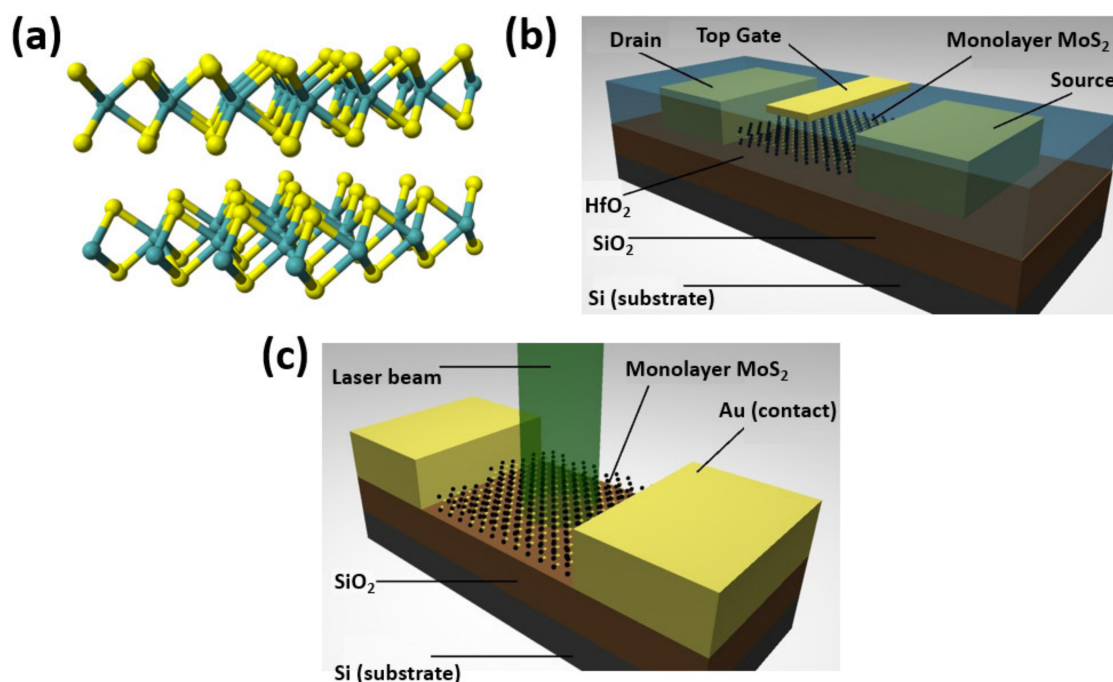 (a)
(b)
Drain
Top Gate
Monolayer MoS₂
Source
HfO₂
SiO₂
Si (substrate)
(c)
Laser beam
Monolayer MoS₂
Au (contact)
SiO₂
Si (substrate)